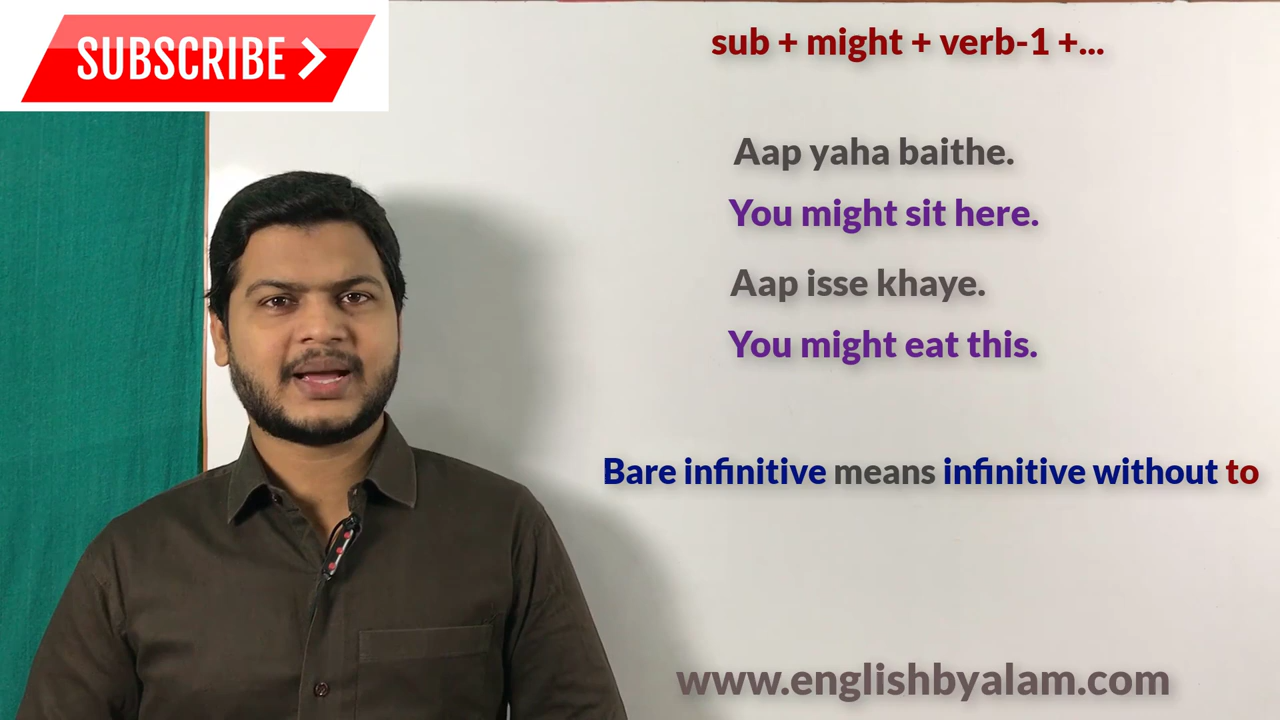 SUBSCRIBE
sub + might + verb-1 +...
Aap yaha baithe.
You might sit here.
Aap isse khaye.
You might eat this.
Bare infinitive means infinitive without to
www.englishbyalam.com